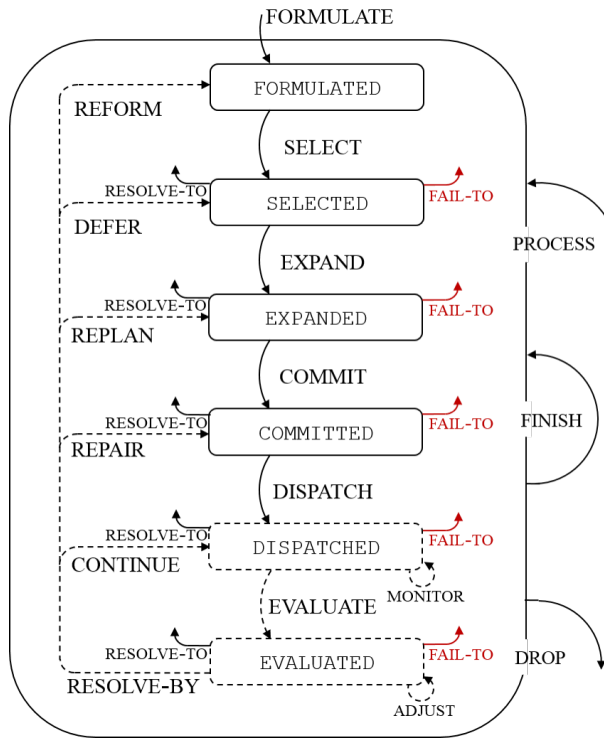 FORMULATE
FORMULATED
REFORM
SELECT
RESOLVE-TO
SELECTED
FAIL-TO
DEFER
PROCESS
EXPAND
RESOLVE-TO
EXPANDED
FAIL-TO
REPLAN
COMMIT
RESOLVE-TO
COMMITTED
FAIL-TO
FINISH
REPAIR
DISPATCH
RESOLVE-TO
DISPATCHED
FAIL-TO
CONTINUE
MONITOR
EVALUATE
RESOLVE-TO
EVALUATED
FAIL-TO
DROP
RESOLVE-BY
ADJUST